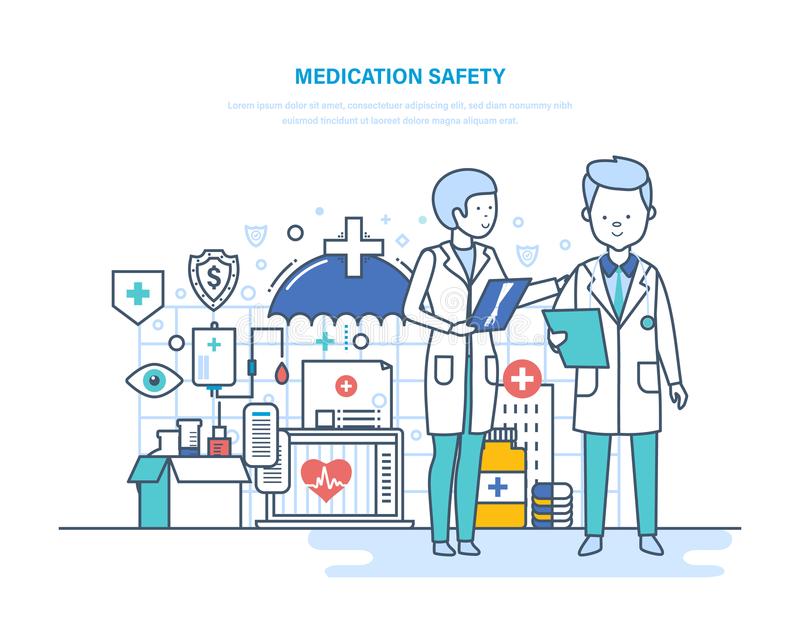 MEDICATION SAFETY
Lorem ipsum dolor sit amet, consectetuer adipiscing elit, sed diam nonummy nibh
euismod tincidunt ut laoreet dolore magna aliquam erat.
$